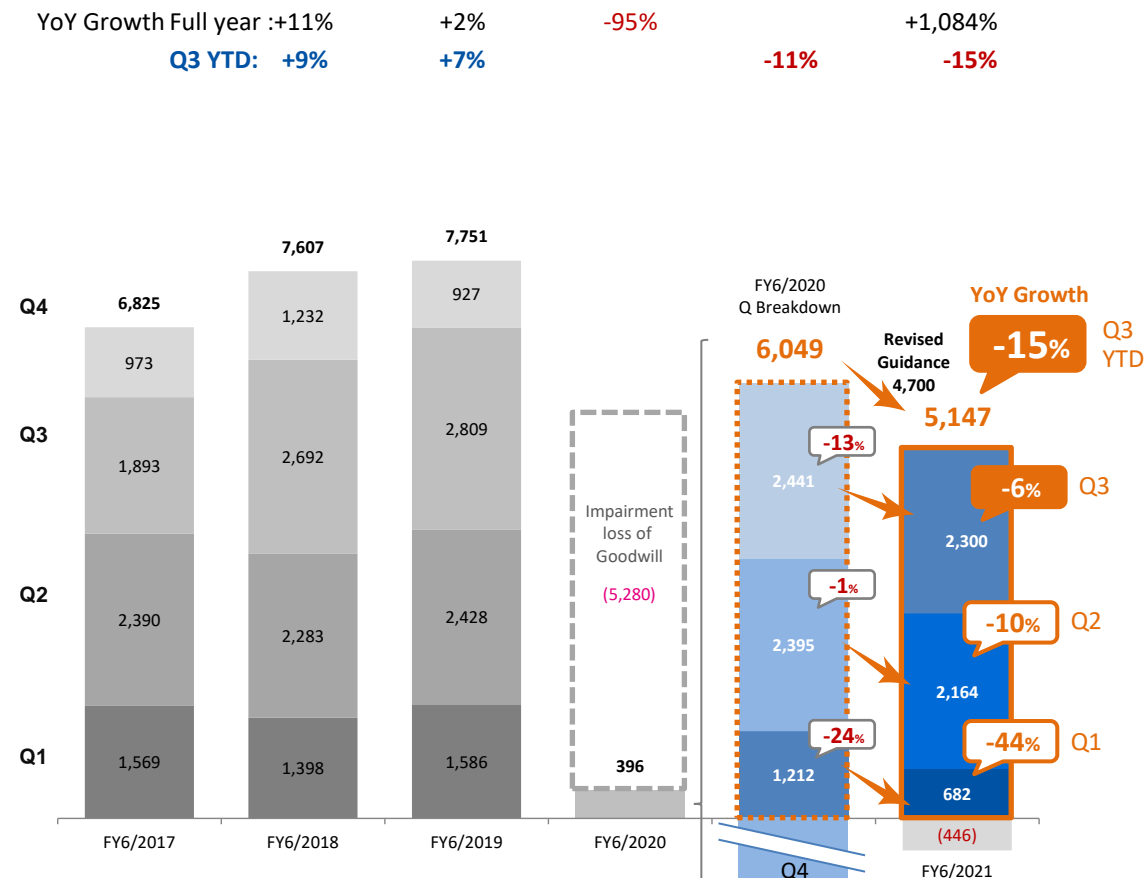 YoY Growth Full year :+11% +2% -95% +1,084%
Q3 YTD: +9% +7% -11% -15%
7,607
7,751
6,825
Q4
973
1,232
927
Q3
1,893
2,692
2,809
Q2
2,390
2,283
2,428
Q1
1,569
1,398
1,586
Impairment
loss of
Goodwill
(5,280)
396
FY6/2017
FY6/2018
FY6/2019
FY6/2020
FY6/2020
Q Breakdown
6,049
-13%
2,441
-1%
2,395
-24%
1,212
Q4
YoY Growth
-15%
Q3
YTD
Revised
Guidance
4,700
5,147
-6% Q3
2,300
-10% Q2
2,164
-44% Q1
682
(446)
FY6/2021